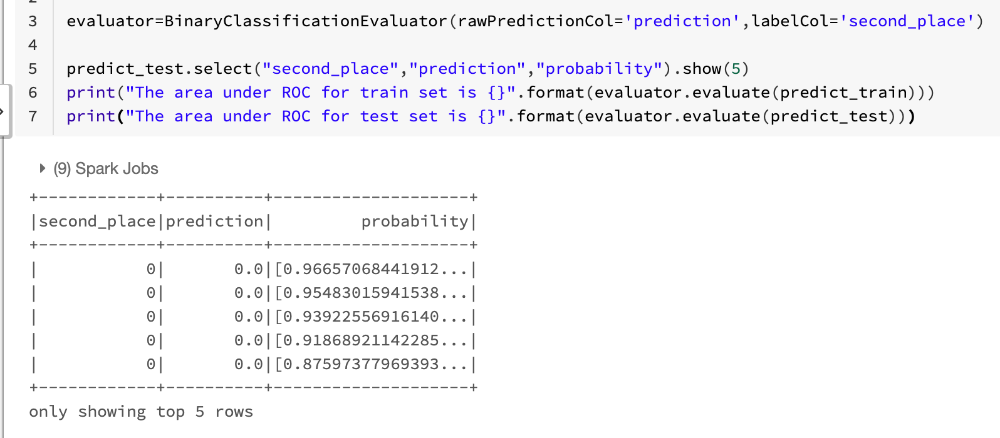 3 evaluator=BinaryClassificationEvaluator(rawPredictionCol='prediction',labelCol='second_place')
4
5 predict_test.select("second_place","prediction","probability").show(5)
6 print("The area under ROC for train set is {}".format(evaluator.evaluate(predict_train)))
7 print("The area under ROC for test set is {}".format(evaluator.evaluate(predict_test)))
(9) Spark Jobs
+------------+----------+--------------------+
|second_place|prediction|         probability|
+------------+----------+--------------------+
|           0|       0.0|[0.96657068441912...|
|           0|       0.0|[0.95483015941538...|
|           0|       0.0|[0.93922556916140...|
|           0|       0.0|[0.91868921142285...|
|           0|       0.0|[0.87597377969393...|
+------------+----------+--------------------+
only showing top 5 rows